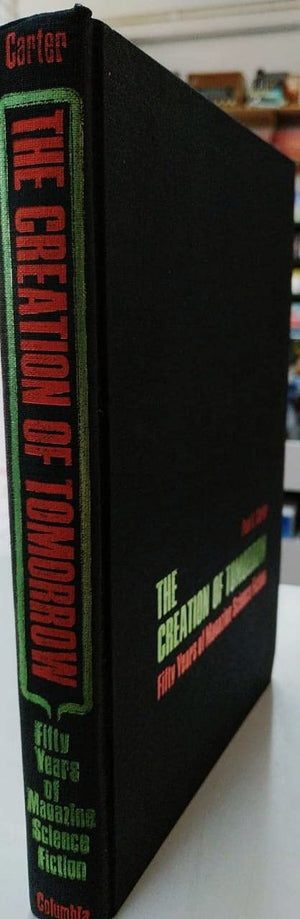 Carter
THE CREATION OF TOMORROW
Fifty
Years
of
Magazine
Science
Fiction
Columbia
THE
CREATION OF TOMORROW
Fifty Years of Magazine Science Fiction